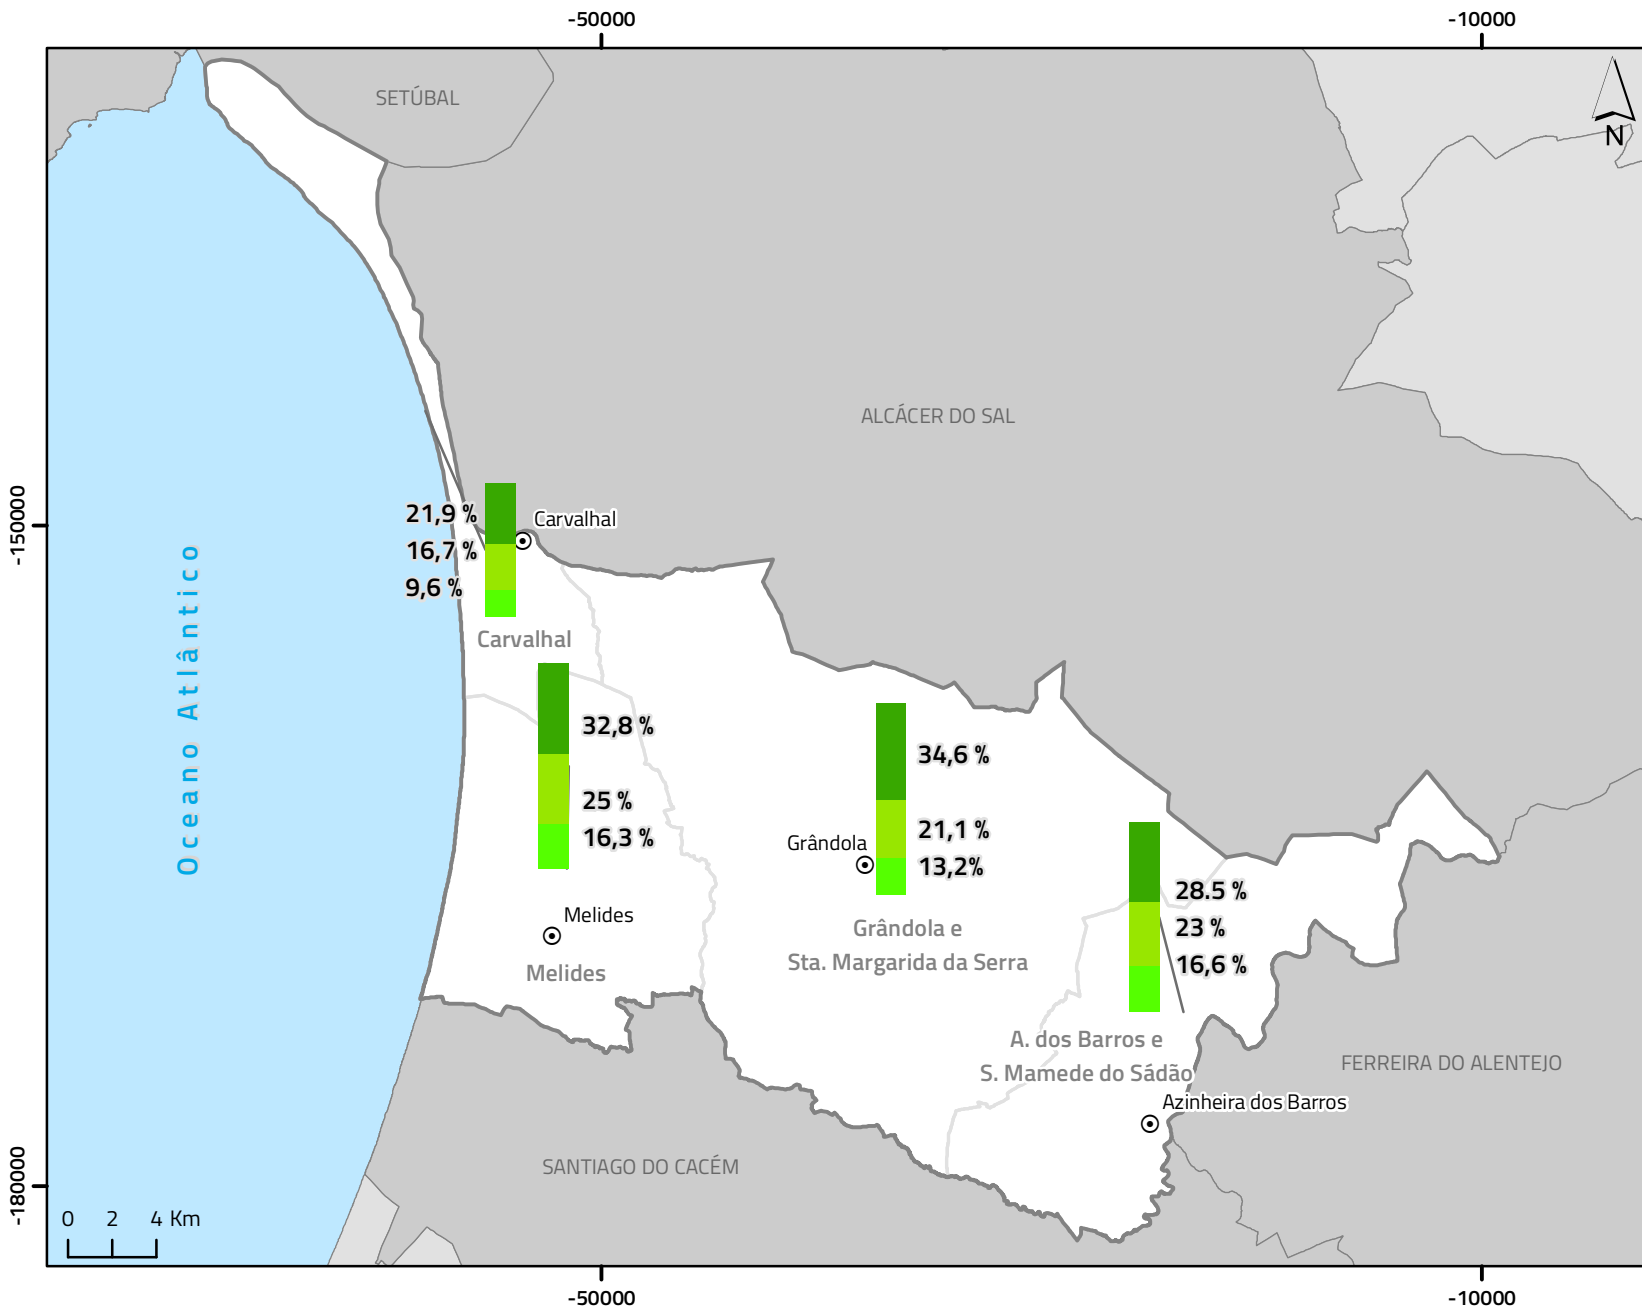 -50000
-10000
SETÚBAL
N
ALCÁCER DO SAL
-150000
21,9 %
Carvalhal
16,7 %
9,6 %
Carvalhal
Oceano Atlântico
32,8 %
25 %
16,3 %
34,6 %
21,1 %
Grândola
13,2%
28.5 %
23 %
16,6 %
Melides
Melides
Grândola e
Sta. Margarida da Serra
A. dos Barros e
S. Mamede do Sádão
FERREIRA DO ALENTEJO
Azinheira dos Barros
SANTIAGO DO CACÉM
-180000
0 2 4 Km
-50000
-10000